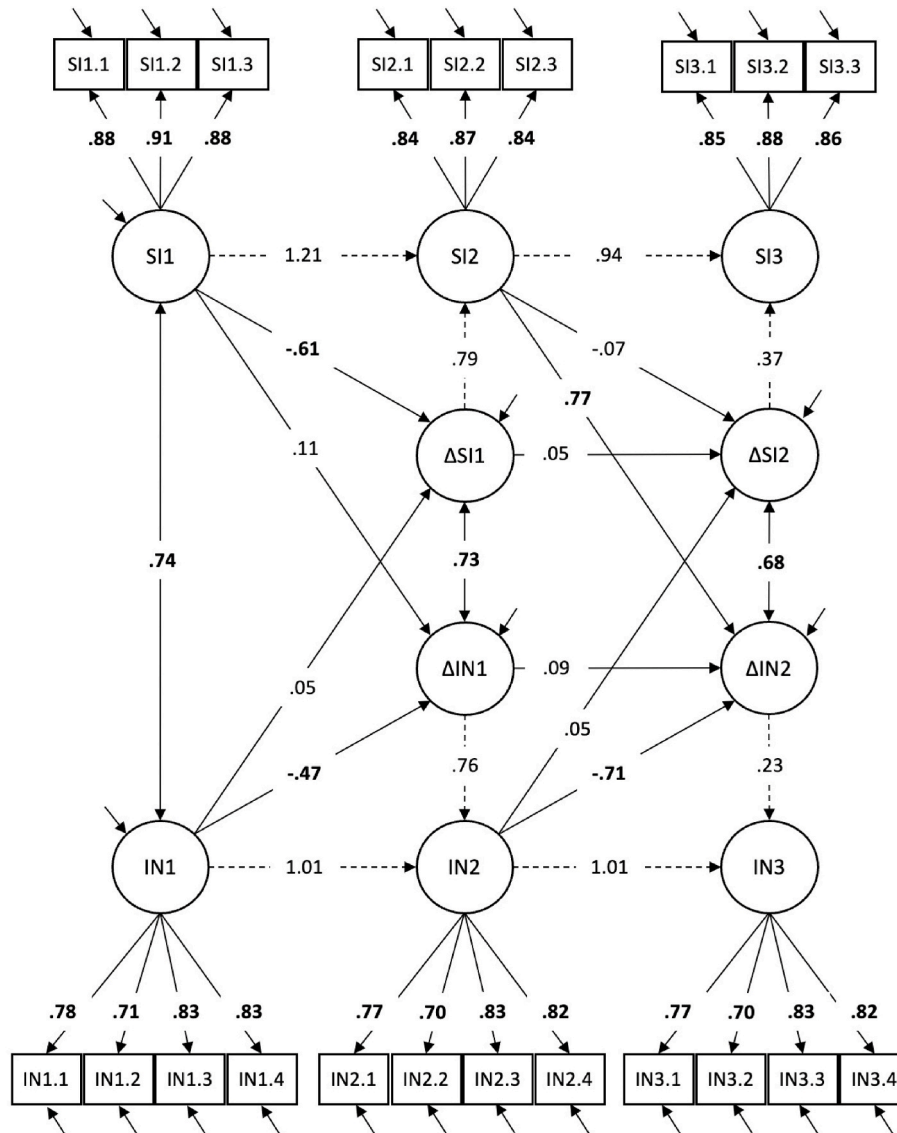 SI1.1 SI1.2 SI1.3 SI2.1 SI2.2 SI2.3 SI3.1 SI3.2 SI3.3
.88 .91 .88 .84 .87 .84 .85 .88 .86
SI1 1.21 SI2 .94 SI3
-.61 .79 -.07 .37
.77
.11 ΔSI1 .05 ΔSI2
.74 .73 .68
.05 ΔIN1 .09 ΔIN2
.05
-.47 .76 -.71 .23
IN1 1.01 IN2 1.01 IN3
.78 .71 .83 .83 .77 .70 .83 .82 .77 .70 .83 .82
IN1.1 IN1.2 IN1.3 IN1.4 IN2.1 IN2.2 IN2.3 IN2.4 IN3.1 IN3.2 IN3.3 IN3.4